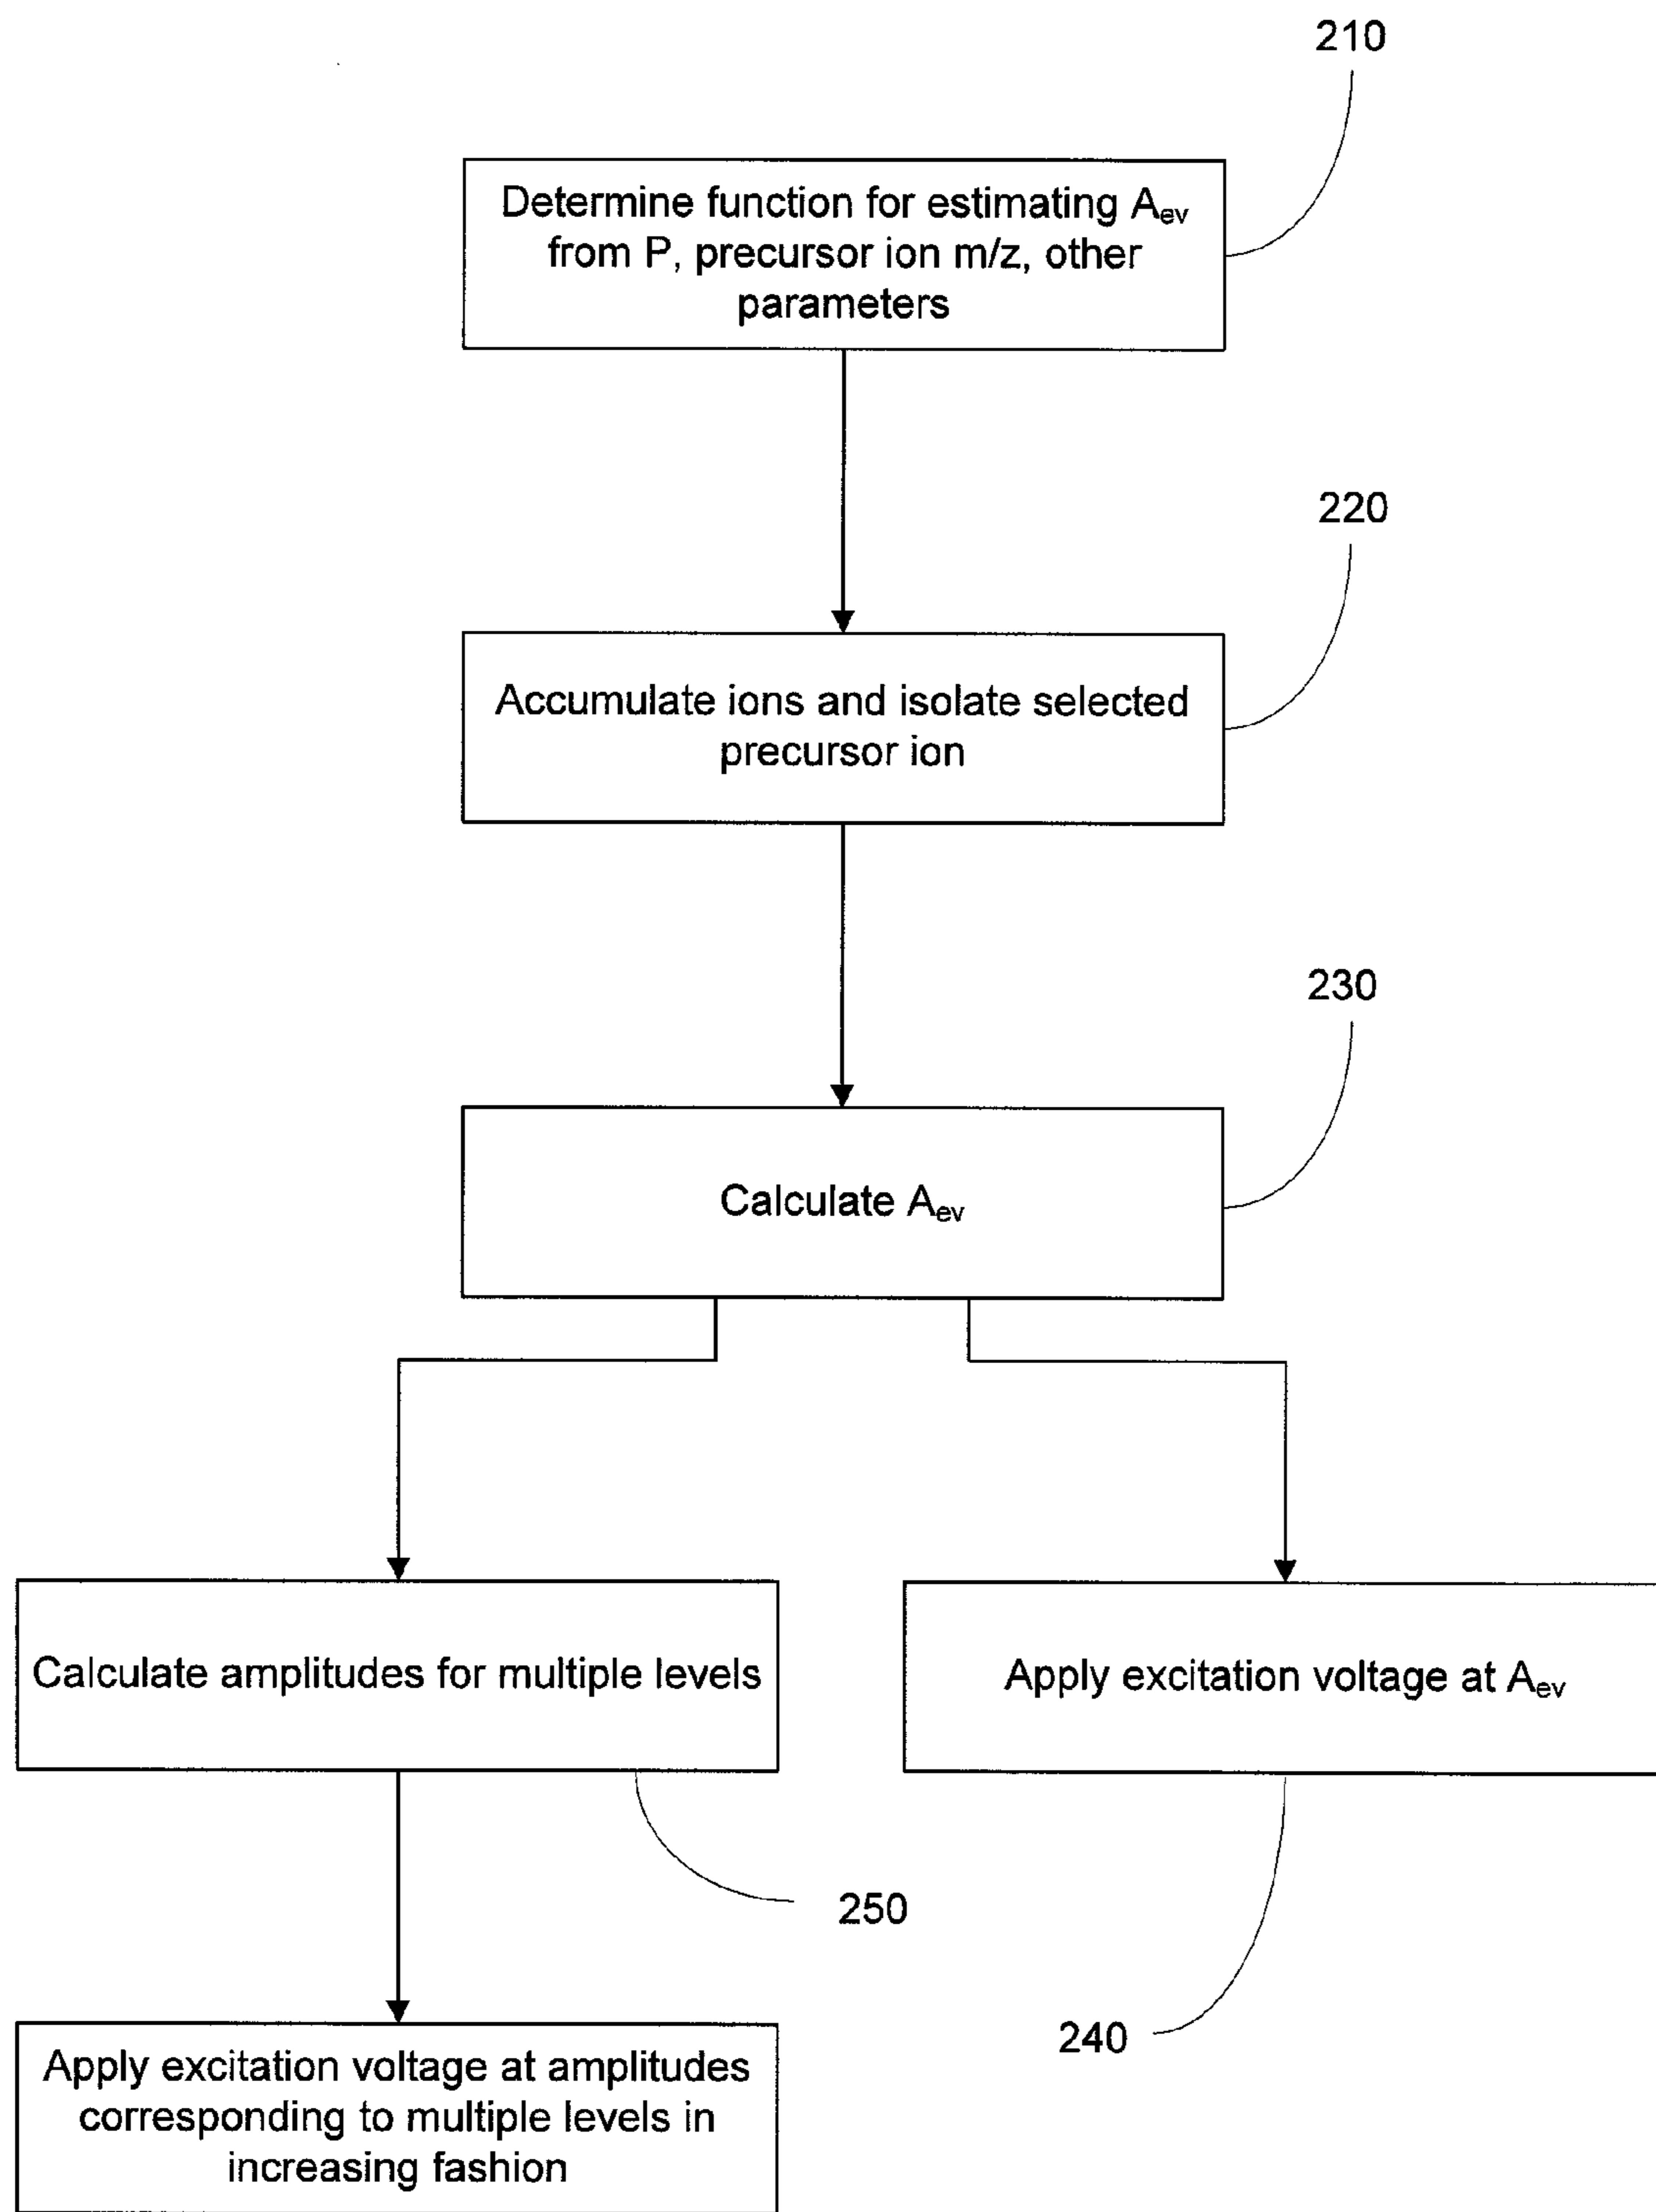 210
Determine function for estimating Aev
from P, precursor ion m/z, other
parameters
220
Accumulate ions and isolate selected
precursor ion
230
Calculate Aev
Calculate amplitudes for multiple levels
Apply excitation voltage at Aev
250
240
Apply excitation voltage at amplitudes
corresponding to multiple levels in
increasing fashion